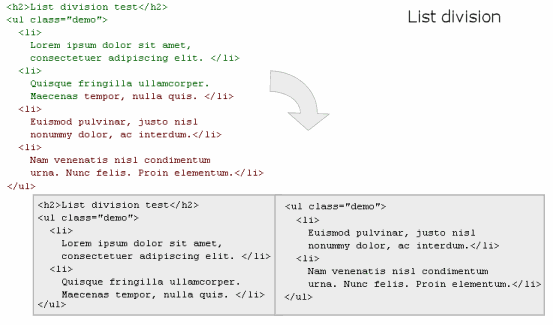 List division
<h2>List division test</h2>
<ul class="demo">
<li>
Lorem ipsum dolor sit amet,
consectetuer adipiscing elit. </li>
<li>
Quisque fringilla ullamcorper.
Maecenas tempor, nulla quis. </li>
<li>
Euismod pulvinar, justo nisl
nonummy dolor, ac interdum.</li>
<li>
Nam venenatis nisl condimentum
urna. Nunc felis. Proin elementum.</li>
</ul>
<h2>List division test</h2>
<ul class="demo">
<li>
Lorem ipsum dolor sit amet,
consectetuer adipiscing elit. </li>
<li>
Quisque fringilla ullamcorper.
Maecenas tempor, nulla quis. </li>
</ul>
<ul class="demo">
<li>
Euismod pulvinar, justo nisl
nonummy dolor, ac interdum.</li>
<li>
Nam venenatis nisl condimentum
urna. Nunc felis. Proin elementum.</li>
</ul>